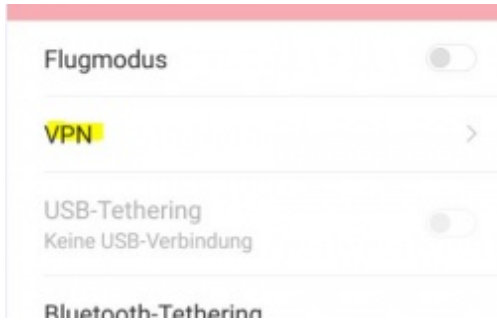 Flugmodus
VPN
USB-Tethering
Keine USB-Verbindung
Bluetooth-Tethering